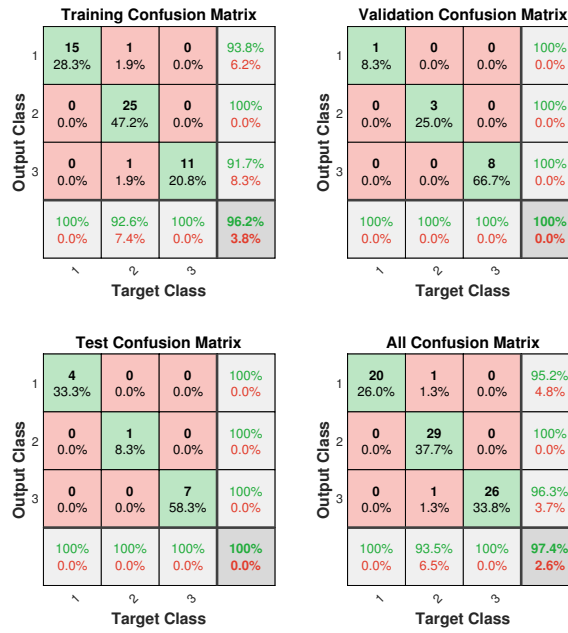 Training Confusion Matrix
1 15 1 0 93.8%
28.3% 1.9% 0.0% 6.2%
2 0 25 0 100%
0.0% 47.2% 0.0% 0.0%
3 0 1 11 91.7%
0.0% 1.9% 20.8% 8.3%
100% 92.6% 100% 96.2%
0.0% 7.4% 0.0% 3.8%
1 2 3
Target Class
Output Class
Validation Confusion Matrix
1 1 0 0 100%
8.3% 0.0% 0.0% 0.0%
2 0 3 0 100%
0.0% 25.0% 0.0% 0.0%
3 0 0 8 100%
0.0% 0.0% 66.7% 0.0%
100% 100% 100% 100%
0.0% 0.0% 0.0% 0.0%
1 2 3
Target Class
Output Class
Test Confusion Matrix
1 4 0 0 100%
33.3% 0.0% 0.0% 0.0%
2 0 1 0 100%
0.0% 8.3% 0.0% 0.0%
3 0 0 7 100%
0.0% 0.0% 58.3% 0.0%
100% 100% 100% 100%
0.0% 0.0% 0.0% 0.0%
1 2 3
Target Class
Output Class
All Confusion Matrix
1 20 1 0 95.2%
26.0% 1.3% 0.0% 4.8%
2 0 29 0 100%
0.0% 37.7% 0.0% 0.0%
3 0 1 26 96.3%
0.0% 1.3% 33.8% 3.7%
100% 93.5% 100% 97.4%
0.0% 6.5% 0.0% 2.6%
1 2 3
Target Class
Output Class